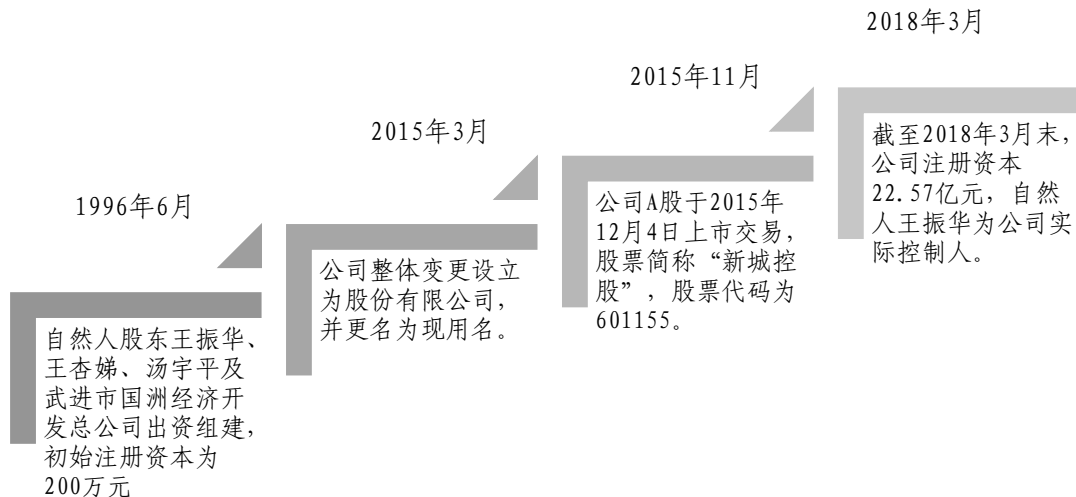 1996年6月
自然人股东王振华、
王杏娣、汤宇平及
武进市国洲经济开
发总公司出资组建，
初始注册资本为
200万元
2015年3月
公司整体变更设立
为股份有限公司，
并更名为现用名。
2015年11月
公司A股于2015年
12月4日上市交易，
股票简称“新城控
股”，股票代码为
601155。
2018年3月
截至2018年3月末，
公司注册资本
22.57亿元，自然
人王振华为公司实
际控制人。